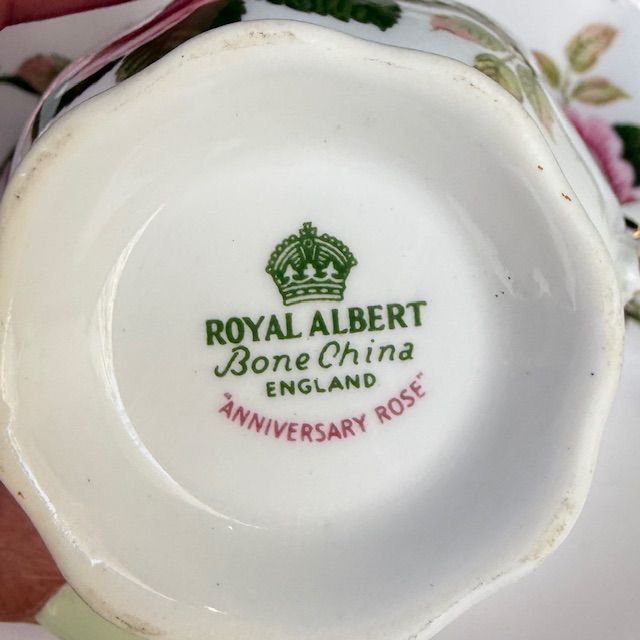 ROYAL ALBERT
Bone China
ENGLAND
"ANNIVERSARY ROSE"